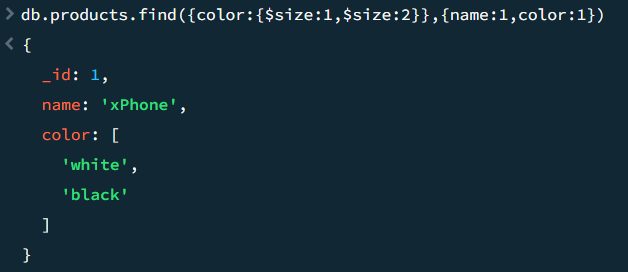 > db.products.find({color:{$size:1,$size:2}},{name:1,color:1})
< {
_id: 1,
name: 'xPhone',
color: [
'white',
'black'
]
}